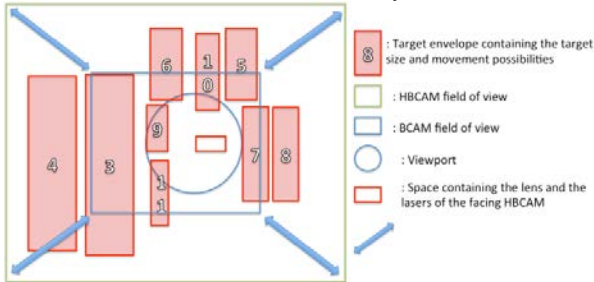 6
1
0
5
8
: Target envelope containing the target
size and movement possibilities
: HBCAM field of view
9
4
3
7
8
: BCAM field of view
: Viewport
1
1
: Space containing the lens and the
lasers of the facing HBCAM